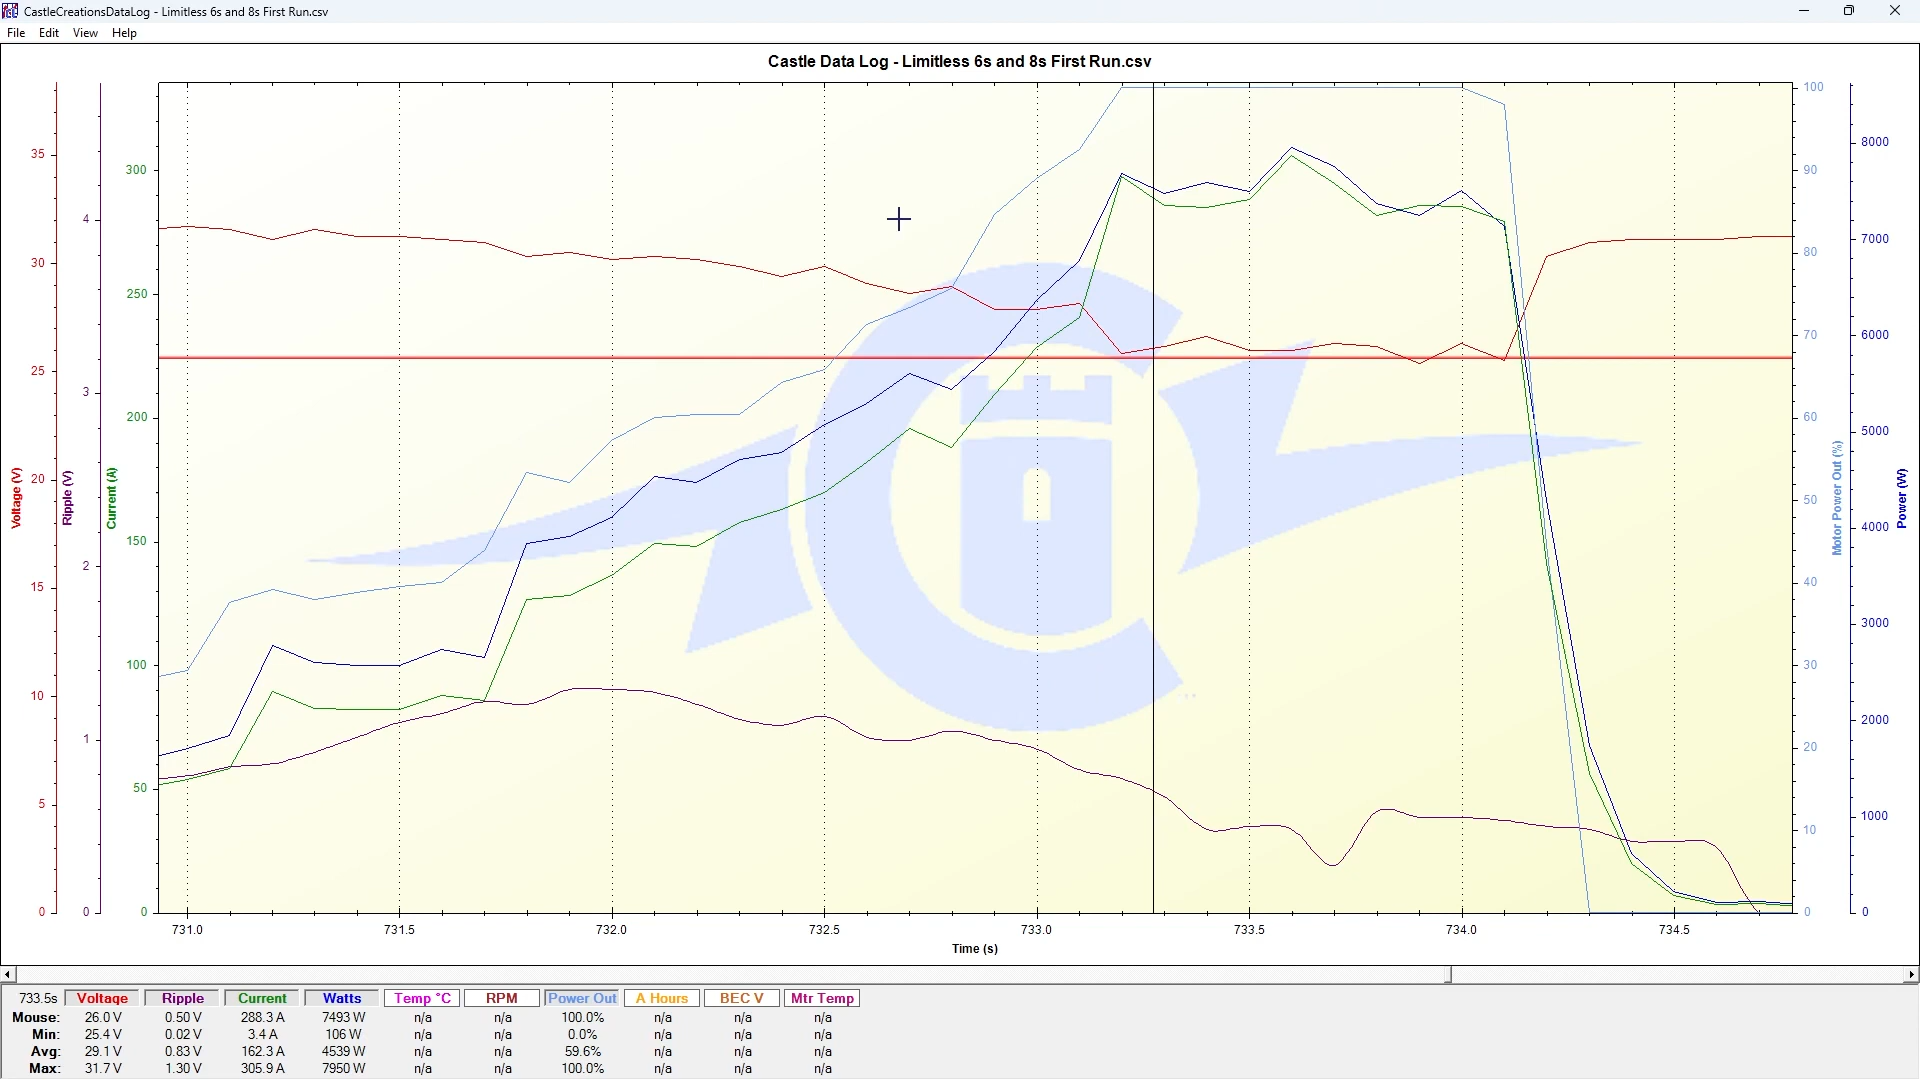 CastleCreationsDataLog - Limitless 6s and 8s First Run.csv
File Edit View Help
Castle Data Log - Limitless 6s and 8s First Run.csv
Voltage (V)
35
30
25
20
15
10
5
0
Ripple (V)
4
3
2
1
0
Current (A)
300
250
200
150
100
50
0
100
90
80
70
60
50
40
30
20
10
0
Motor Power Out (%)
8000
7000
6000
5000
4000
3000
2000
1000
0
Power (W)
731.0 731.5 732.0 732.5 733.0 733.5 734.0 734.5
Time (s)
733.5s Voltage Ripple Current Watts Temp °C RPM Power Out A Hours BEC V Mtr Temp
Mouse: 26.0 V 0.50 V 288.3 A 7493 W n/a n/a 100.0% n/a n/a n/a
Min: 25.4 V 0.02 V 3.4 A 106 W n/a n/a 0.0% n/a n/a n/a
Avg: 29.1 V 0.83 V 162.3 A 4539 W n/a n/a 59.6% n/a n/a n/a
Max: 31.7 V 1.30 V 305.9 A 7950 W n/a n/a 100.0% n/a n/a n/a